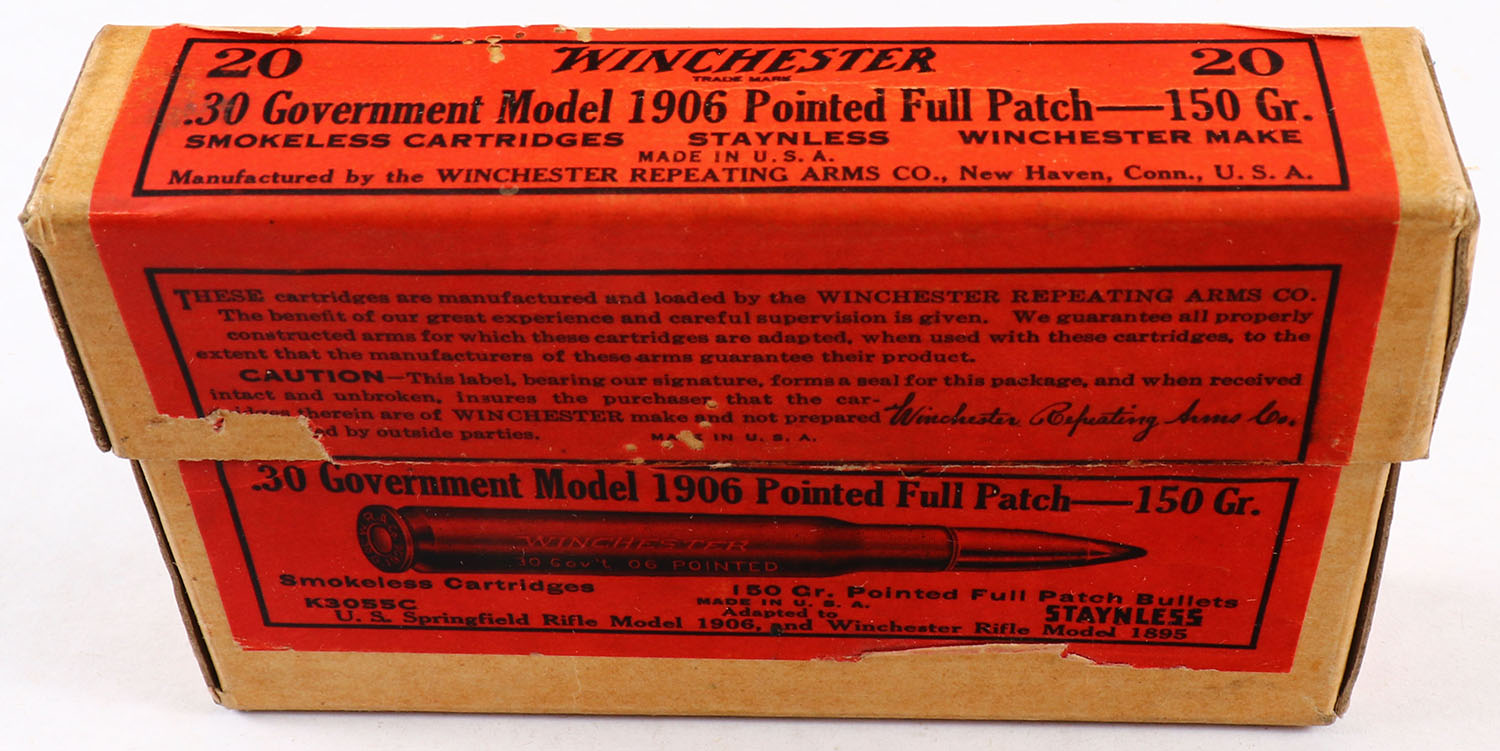 20 WINCHESTER 20
TRADE MARK
.30 Government Model 1906 Pointed Full Patch—150 Gr.
SMOKELESS CARTRIDGES STAYNLESS WINCHESTER MAKE
MADE IN U. S. A.
Manufactured by the WINCHESTER REPEATING ARMS CO., New Haven, Conn., U. S. A.
THESE cartridges are manufactured and loaded by the WINCHESTER REPEATING ARMS CO.
The benefit of our great experience and careful supervision is given. We guarantee all properly
constructed arms for which these cartridges are adapted, when used with these cartridges, to the
extent that the manufacturers of these arms guarantee their product.
CAUTION—This label, bearing our signature, forms a seal for this package, and when received
intact and unbroken, insures the purchaser that the car-
therein are of WINCHESTER make and not prepared Winchester Repeating Arms Co.
by outside parties. MADE IN U. S. A.
.30 Government Model 1906 Pointed Full Patch—150 Gr.
WINCHESTER
30 Gov't. 06 POINTED
Smokeless Cartridges 150 Gr. Pointed Full Patch Bullets
K3055C MADE IN U. S. A. STAYNLESS
Adapted to
U. S. Springfield Rifle Model 1906, and Winchester Rifle Model 1895